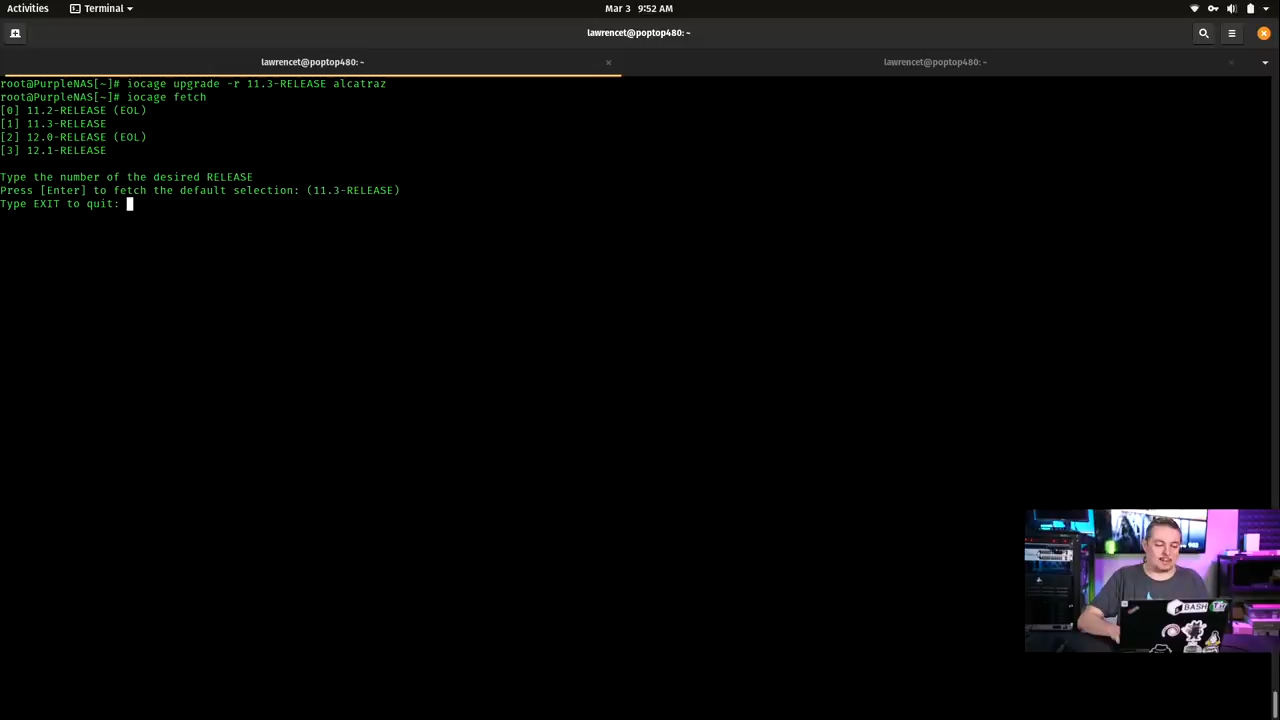 Activities
Terminal
Mar 3 9:52 AM
lawrencet@poptop480: ~
lawrencet@poptop480: ~
lawrencet@poptop480: ~
root@PurpleNAS[~]# iocage upgrade -r 11.3-RELEASE alcatraz
root@PurpleNAS[~]# iocage fetch
[0] 11.2-RELEASE (EOL)
[1] 11.3-RELEASE
[2] 12.0-RELEASE (EOL)
[3] 12.1-RELEASE
Type the number of the desired RELEASE
Press [Enter] to fetch the default selection: (11.3-RELEASE)
Type EXIT to quit:
BASH